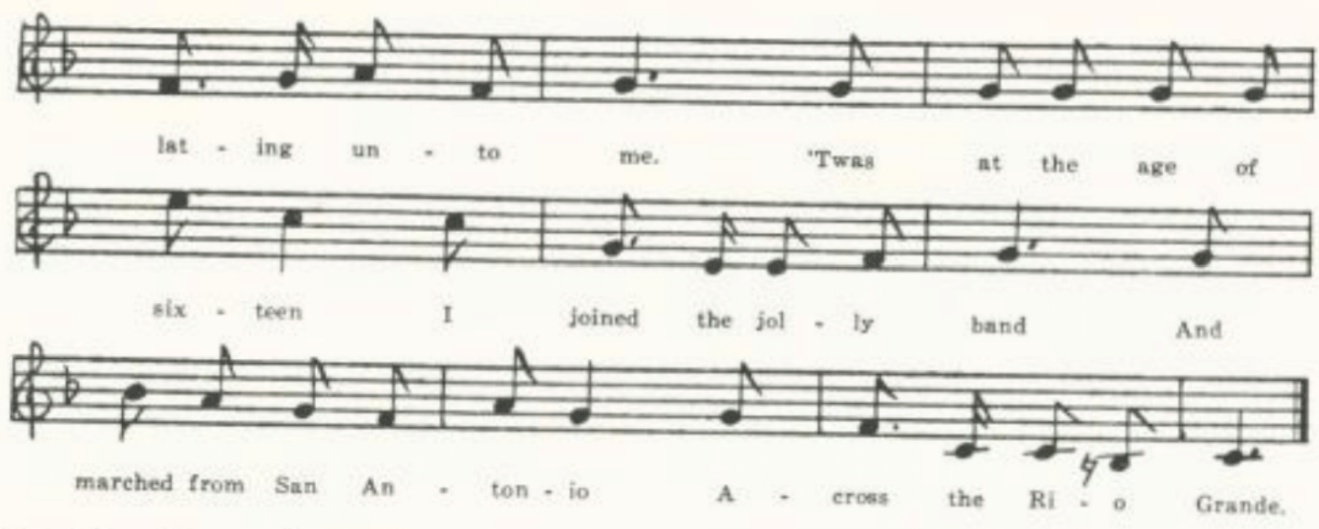 lat - ing un - to me. 'Twas at the age of
six - teen I joined the jol - ly band And
marched from San An - ton - io A - cross the Ri - o Grande.